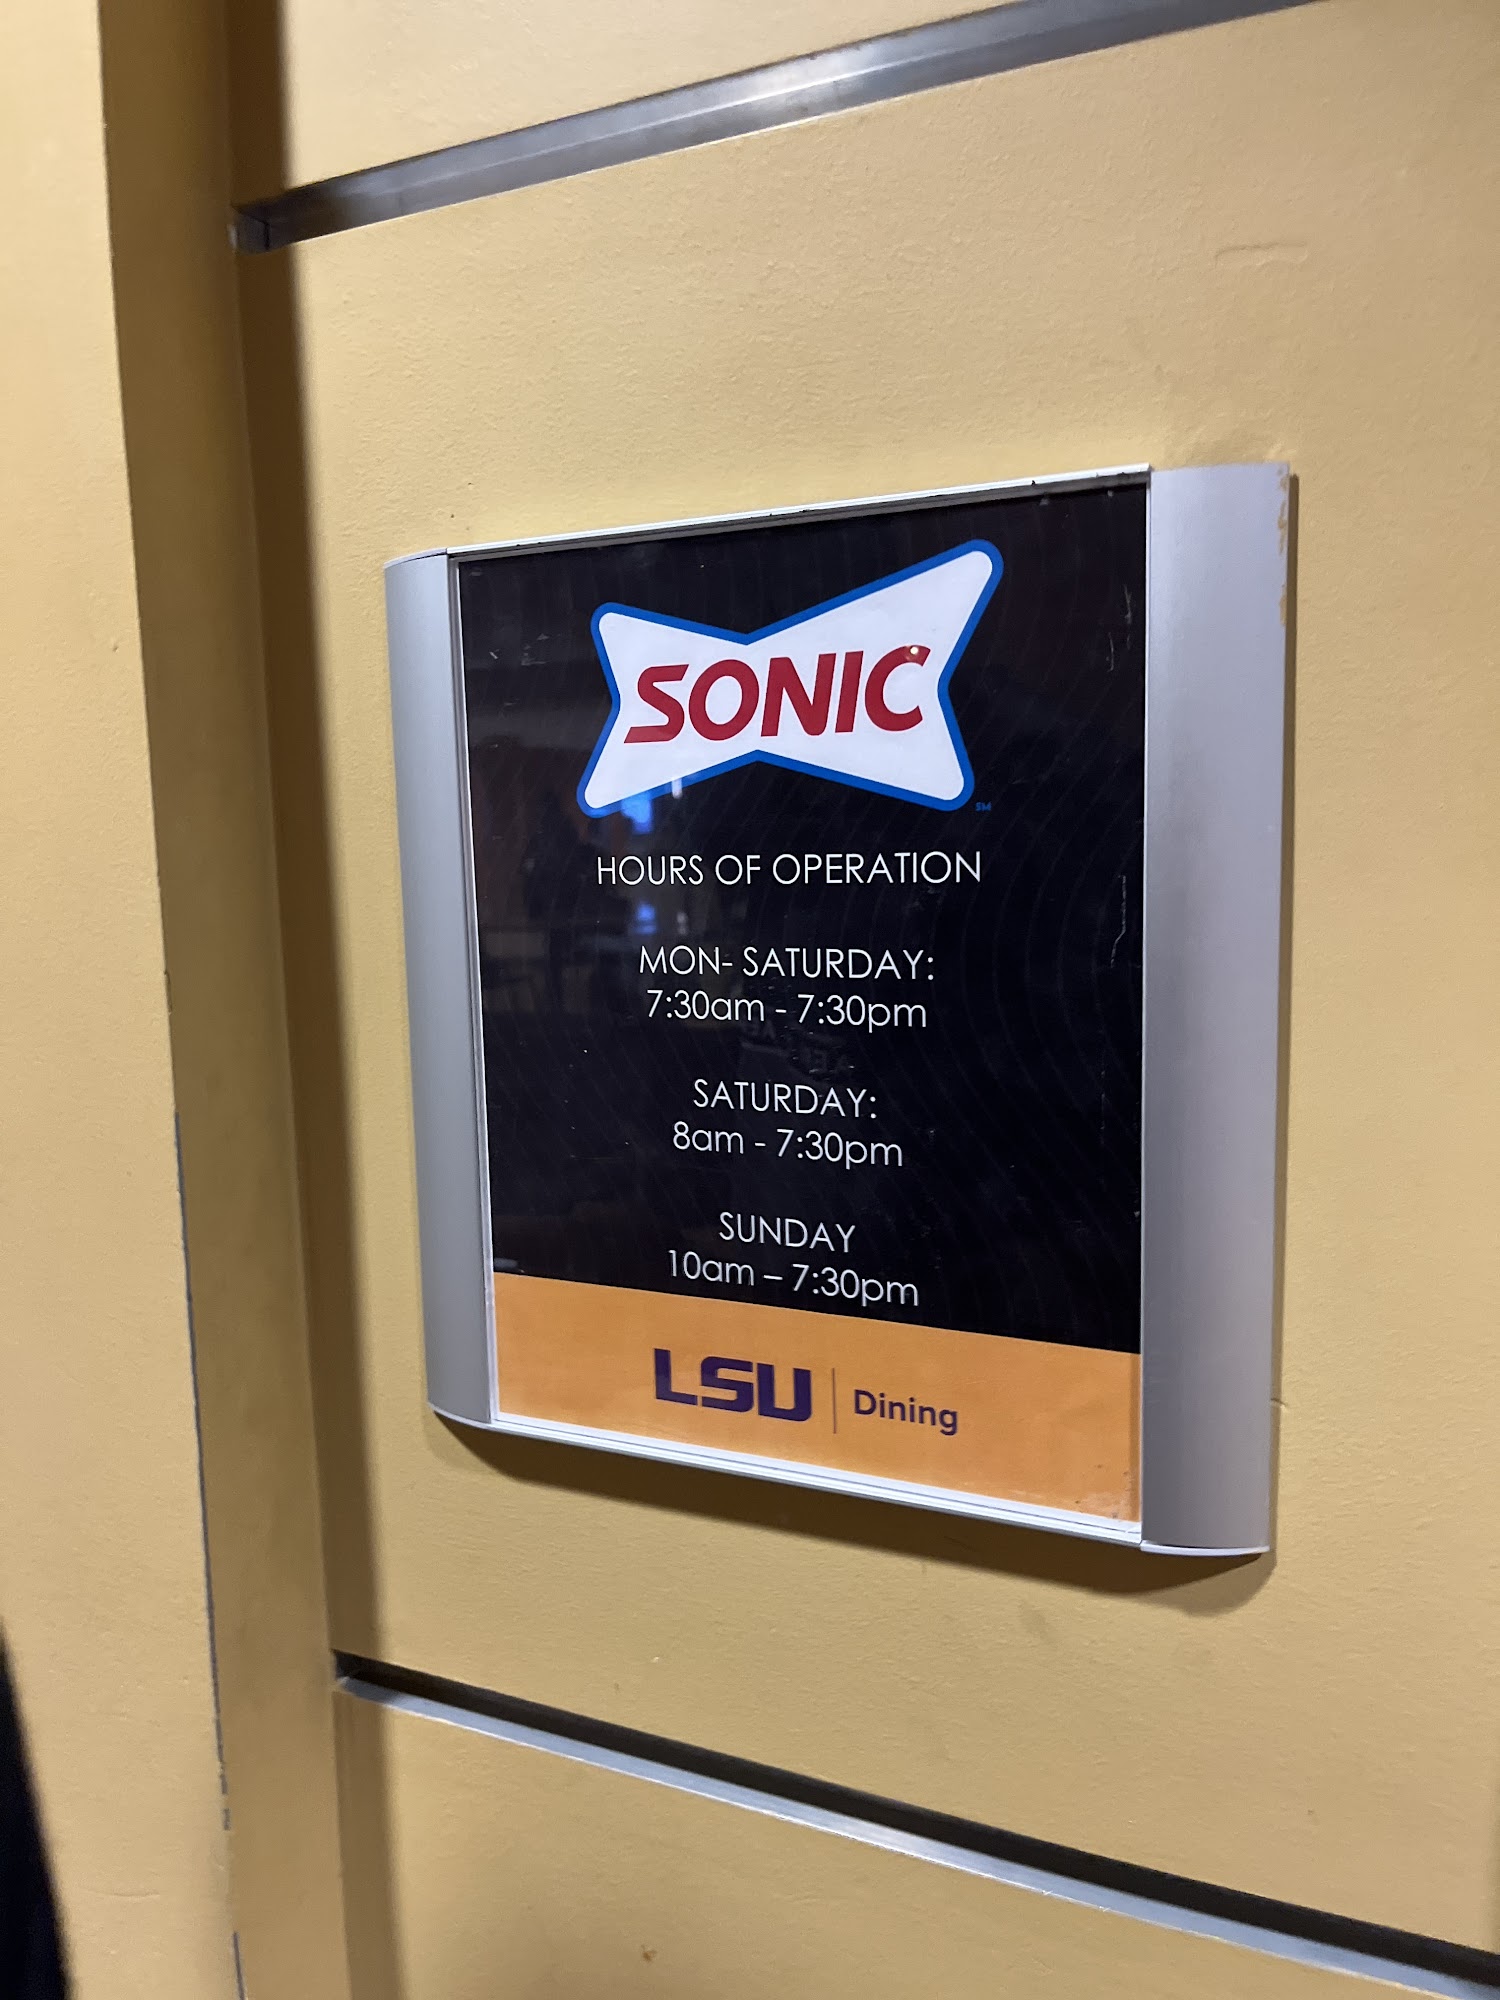 SONIC
SM
HOURS OF OPERATION
MON- SATURDAY:
7:30am - 7:30pm
SATURDAY:
8am - 7:30pm
SUNDAY
10am – 7:30pm
LSU | Dining